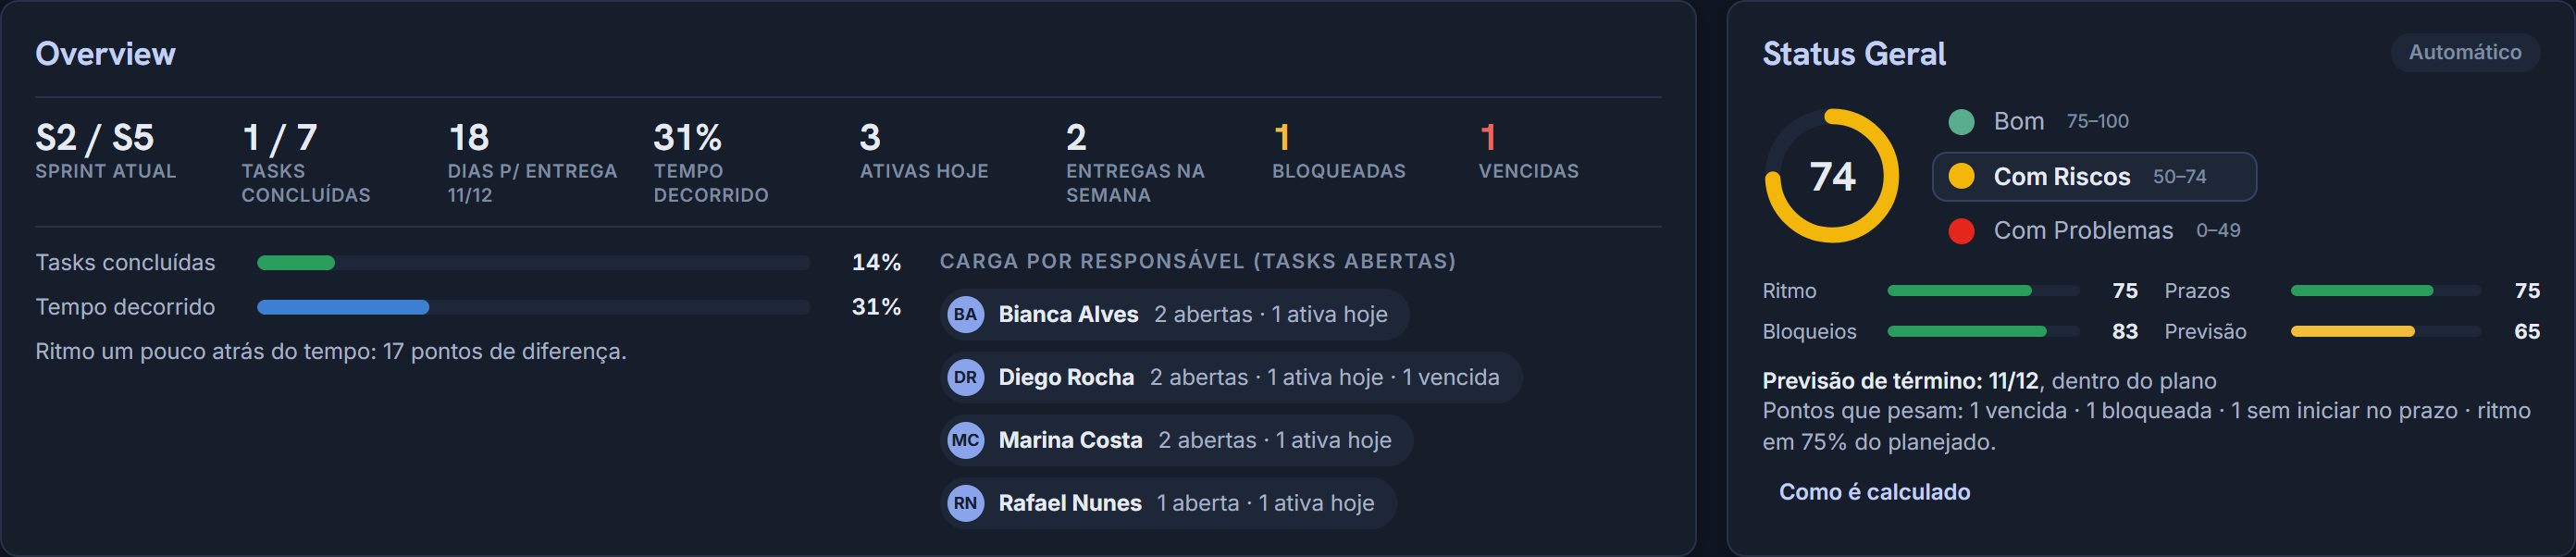 Overview
S2 / S5
SPRINT ATUAL
1 / 7
TASKS
CONCLUÍDAS
18
DIAS P/ ENTREGA
11/12
31%
TEMPO
DECORRIDO
3
ATIVAS HOJE
2
ENTREGAS NA
SEMANA
1
BLOQUEADAS
1
VENCIDAS
Tasks concluídas 14%
Tempo decorrido 31%
Ritmo um pouco atrás do tempo: 17 pontos de diferença.
CARGA POR RESPONSÁVEL (TASKS ABERTAS)
BA Bianca Alves 2 abertas · 1 ativa hoje
DR Diego Rocha 2 abertas · 1 ativa hoje · 1 vencida
MC Marina Costa 2 abertas · 1 ativa hoje
RN Rafael Nunes 1 aberta · 1 ativa hoje
Status Geral
Automático
74
Bom 75–100
Com Riscos 50–74
Com Problemas 0–49
Ritmo 75 Prazos 75
Bloqueios 83 Previsão 65
Previsão de término: 11/12, dentro do plano
Pontos que pesam: 1 vencida · 1 bloqueada · 1 sem iniciar no prazo · ritmo
em 75% do planejado.
Como é calculado